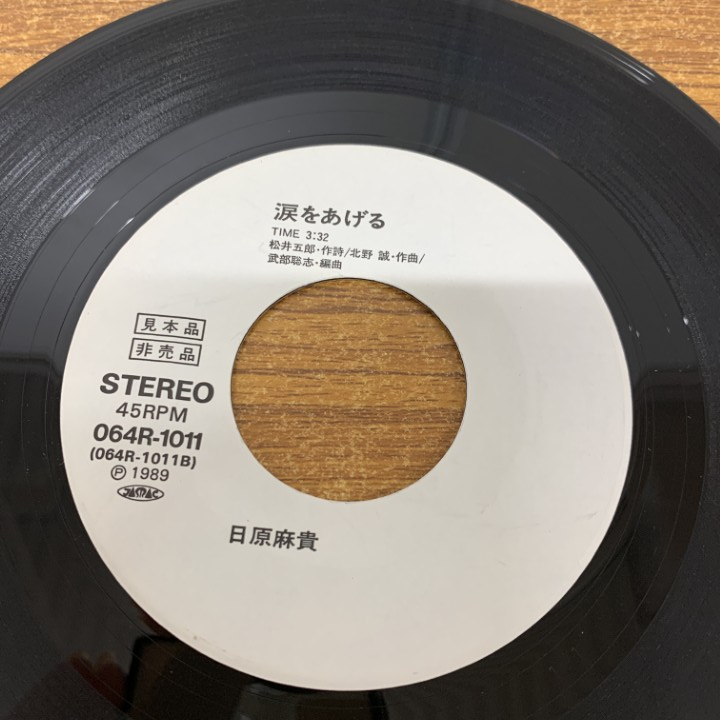 涙をあげる
TIME 3:32
松井五郎・作詩/北野 誠・作曲/
武部聡志・編曲
見本品
非売品
STEREO
45RPM
064R-1011
(064R-1011B)
Ⓟ 1989
JASRAC
日原麻貴